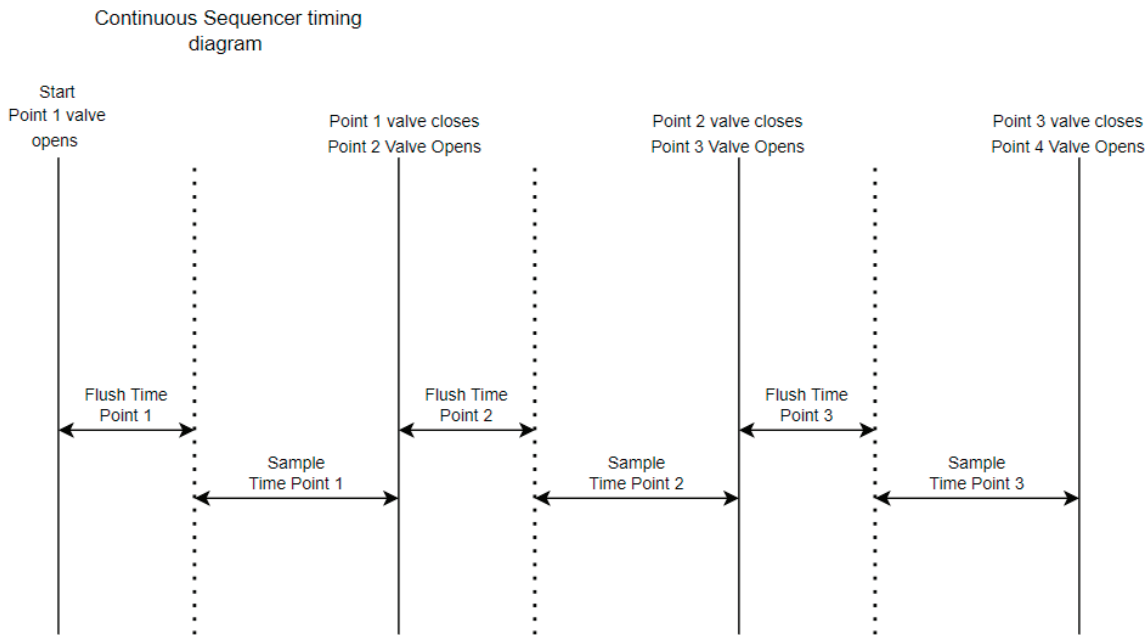 Continuous Sequencer timing
diagram
Start
Point 1 valve
opens
Point 1 valve closes
Point 2 Valve Opens
Point 2 valve closes
Point 3 Valve Opens
Point 3 valve closes
Point 4 Valve Opens
Flush Time
Point 1
Flush Time
Point 2
Flush Time
Point 3
Sample
Time Point 1
Sample
Time Point 2
Sample
Time Point 3